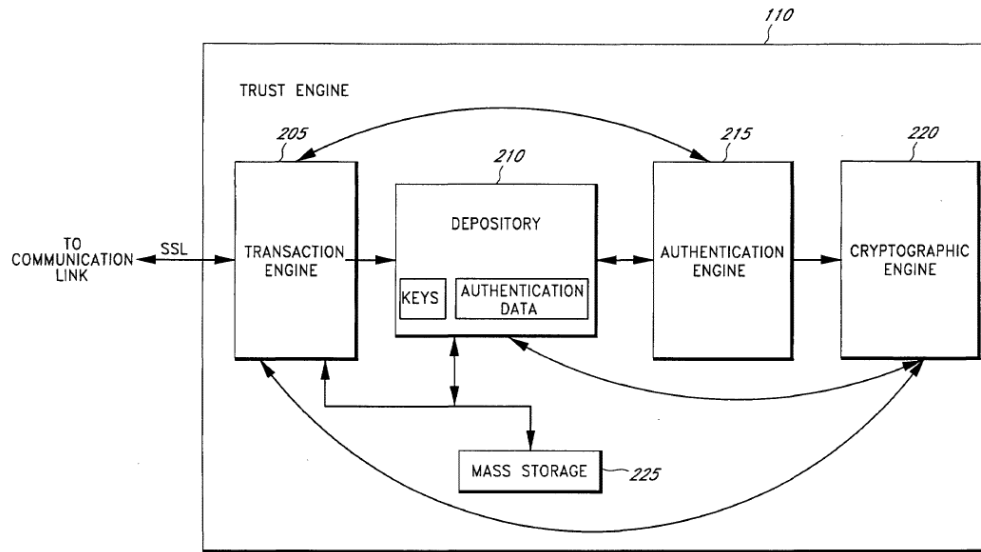 110
TRUST ENGINE
205
210
215
220
DEPOSITORY
TO
COMMUNICATION
LINK
SSL
TRANSACTION
ENGINE
KEYS
AUTHENTICATION
DATA
AUTHENTICATION
ENGINE
CRYPTOGRAPHIC
ENGINE
MASS STORAGE
225